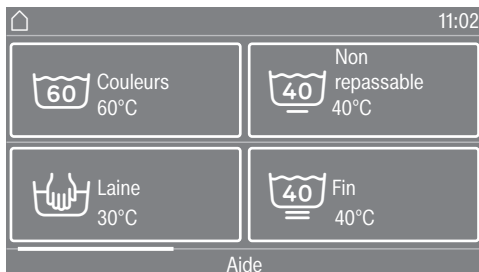 11:02
60
Couleurs
60°C
40
Non
repassable
40°C
Laine
30°C
40
Fin
40°C
Aide